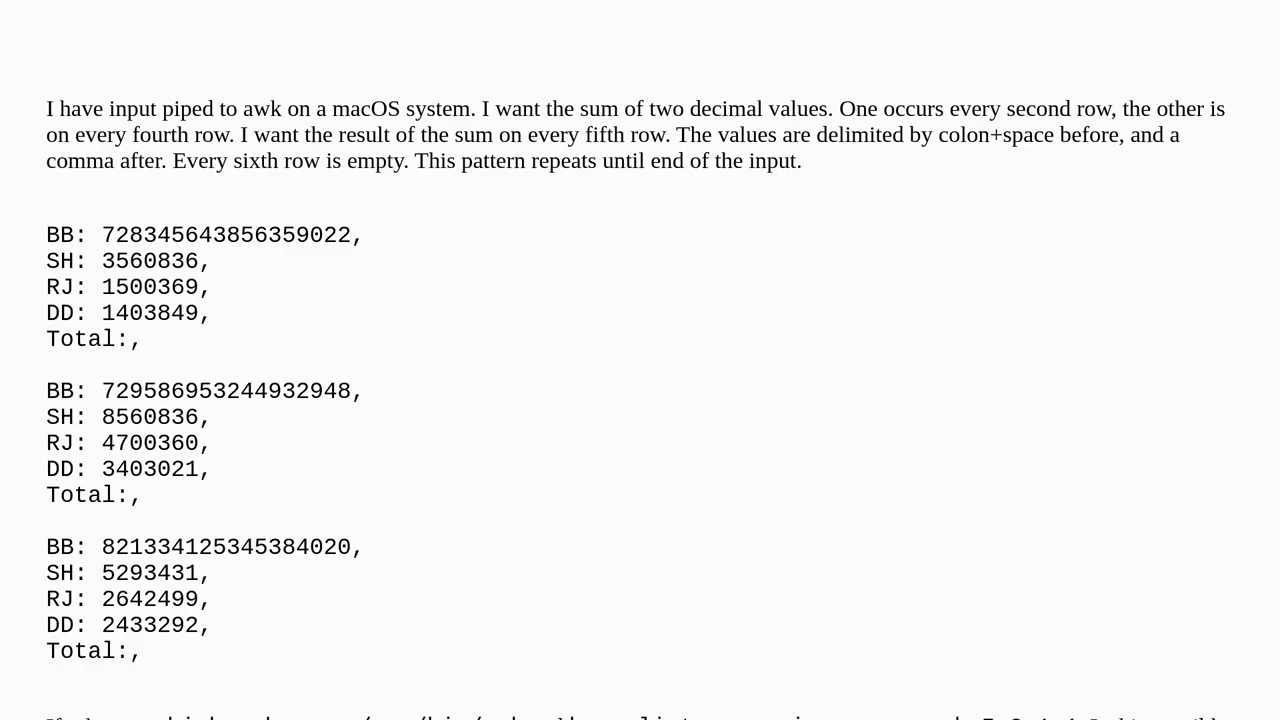 I have input piped to awk on a macOS system. I want the sum of two decimal values. One occurs every second row, the other is
on every fourth row. I want the result of the sum on every fifth row. The values are delimited by colon+space before, and a
comma after. Every sixth row is empty. This pattern repeats until end of the input.
BB: 728345643856359022,
SH: 3560836,
RJ: 1500369,
DD: 1403849,
Total:,
BB: 729586953244932948,
SH: 8560836,
RJ: 4700360,
DD: 3403021,
Total:,
BB: 821334125345384020,
SH: 5293431,
RJ: 2642499,
DD: 2433292,
Total:,